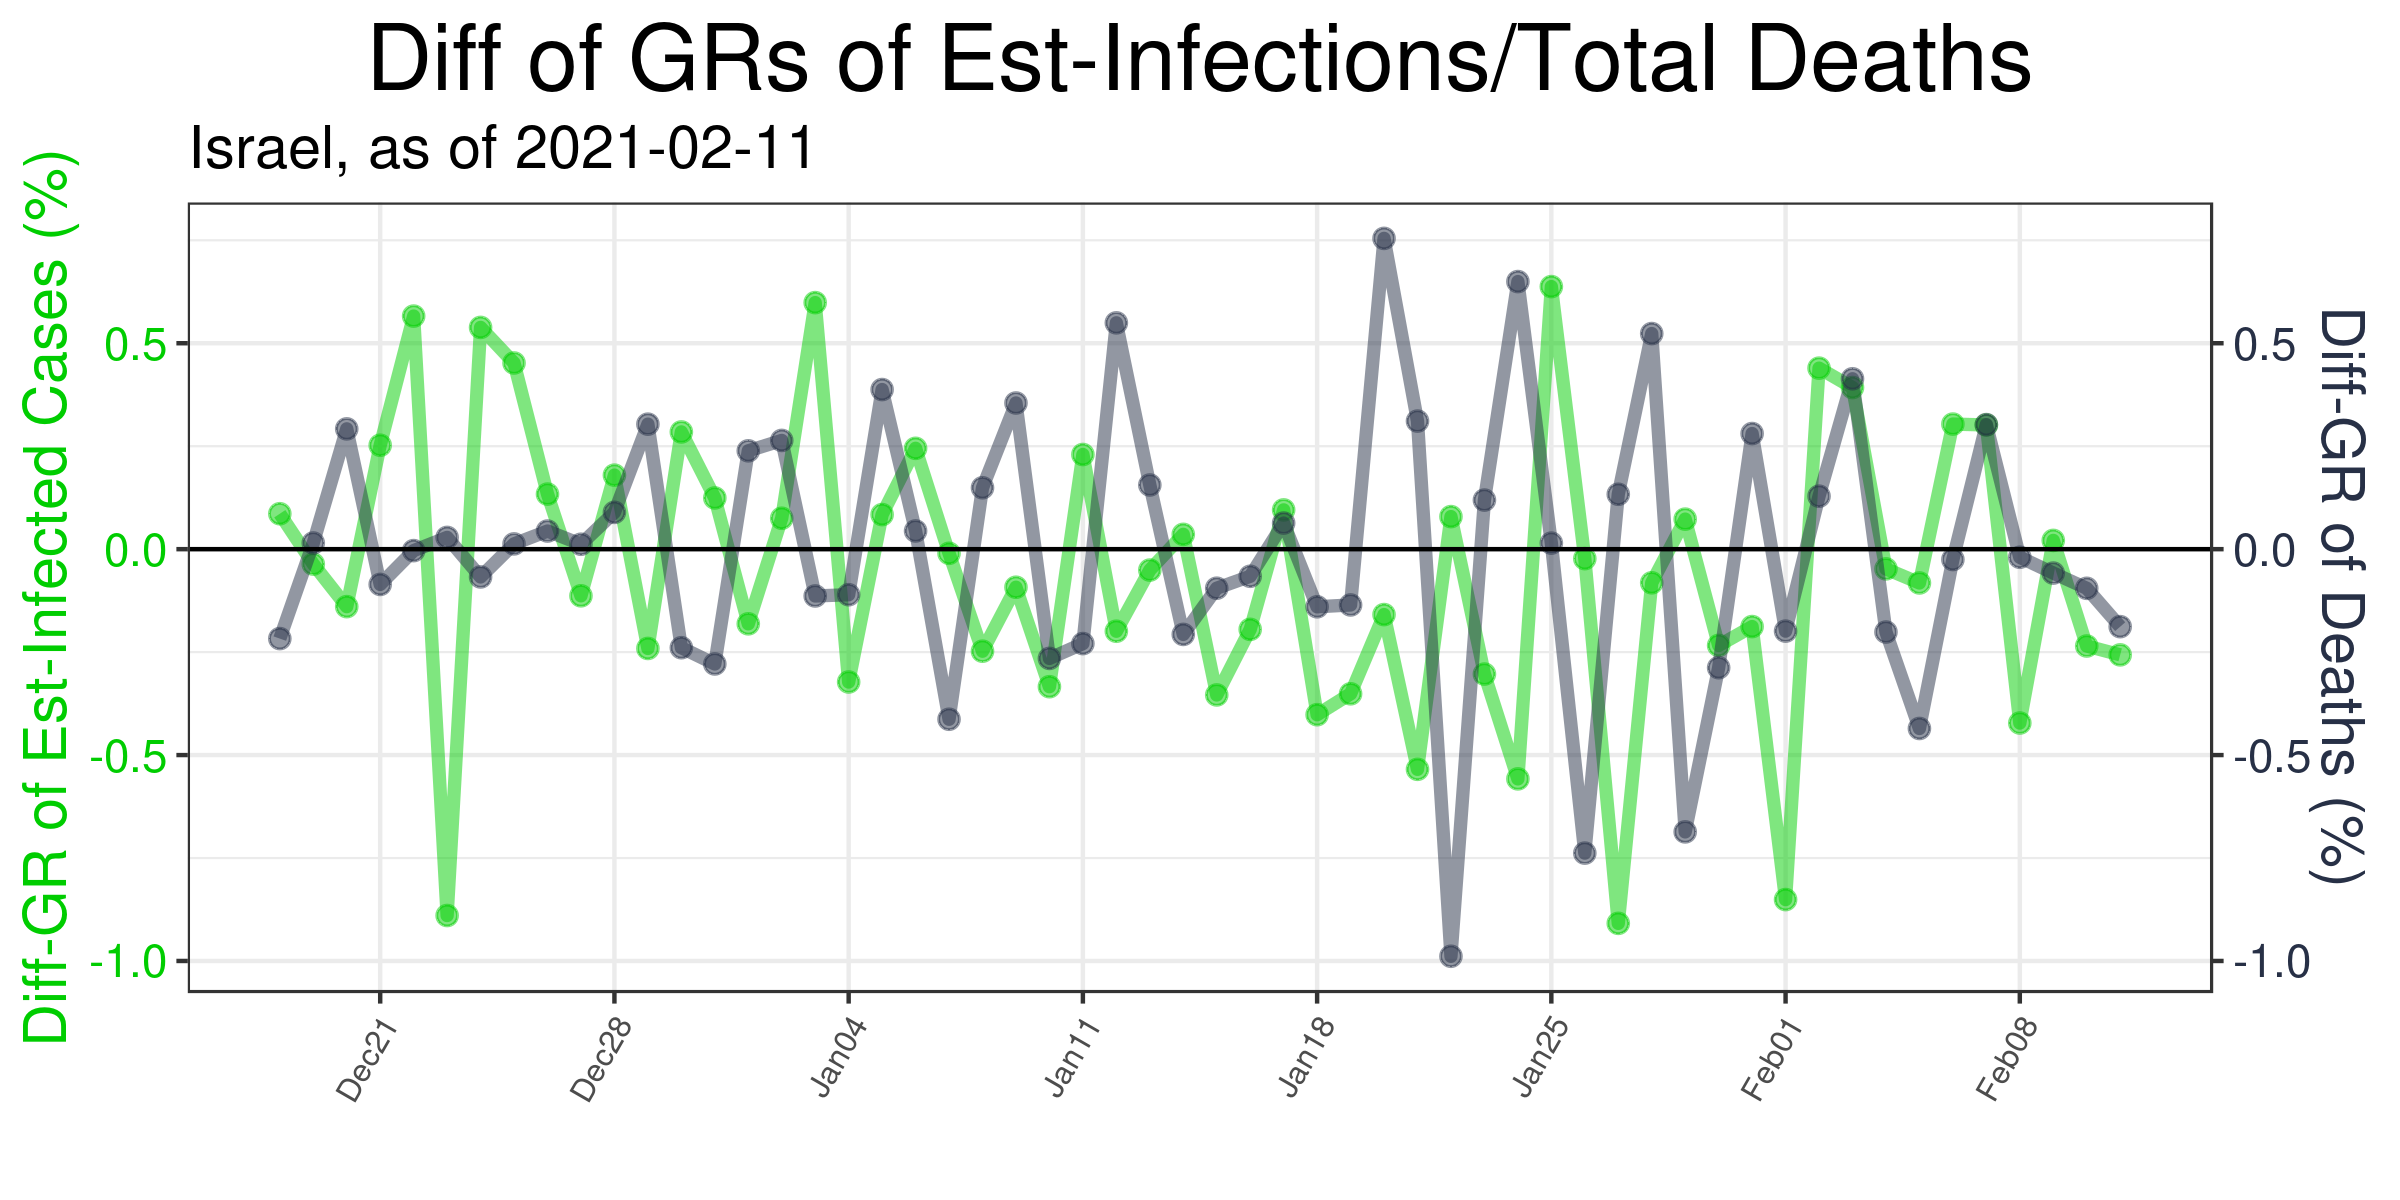 Diff of GRs of Est-Infections/Total Deaths
Israel, as of 2021-02-11
Diff-GR of Est-Infected Cases (%)
0.5
0.0
-0.5
-1.0
0.5
0.0
-0.5
-1.0
Diff-GR of Deaths (%)
Dec21
Dec28
Jan04
Jan11
Jan18
Jan25
Feb01
Feb08